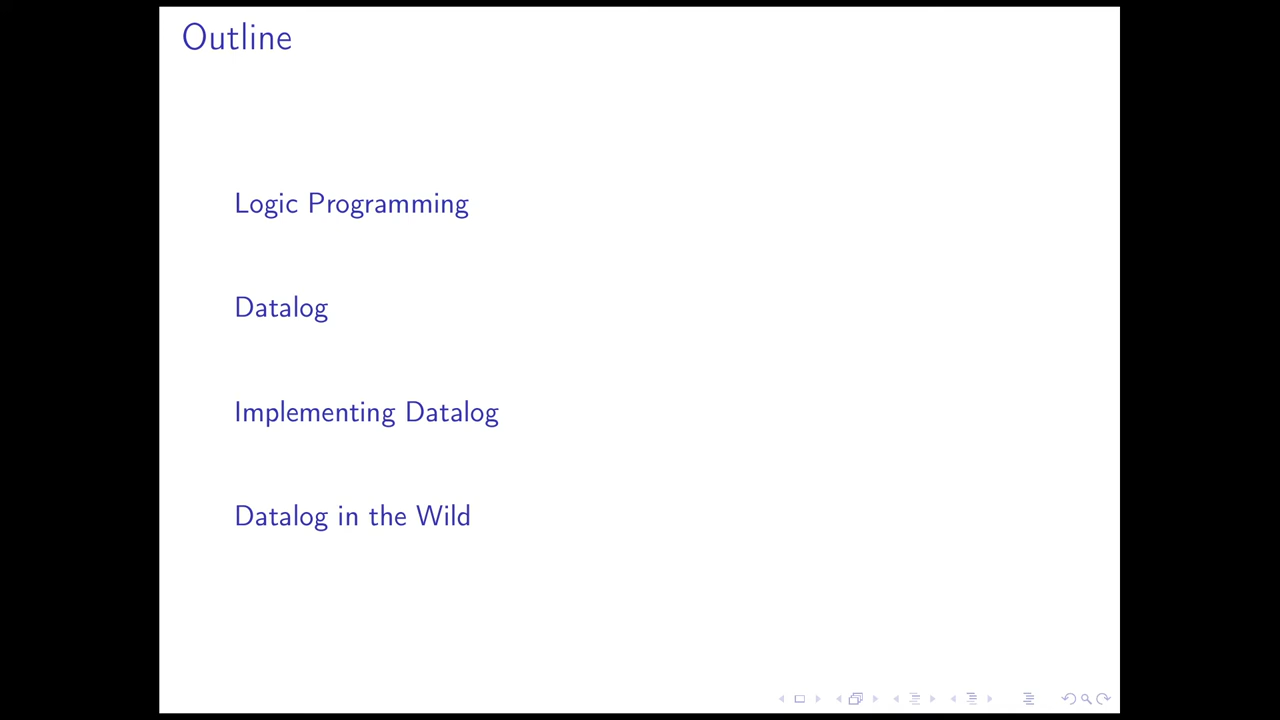 Outline
Logic Programming
Datalog
Implementing Datalog
Datalog in the Wild